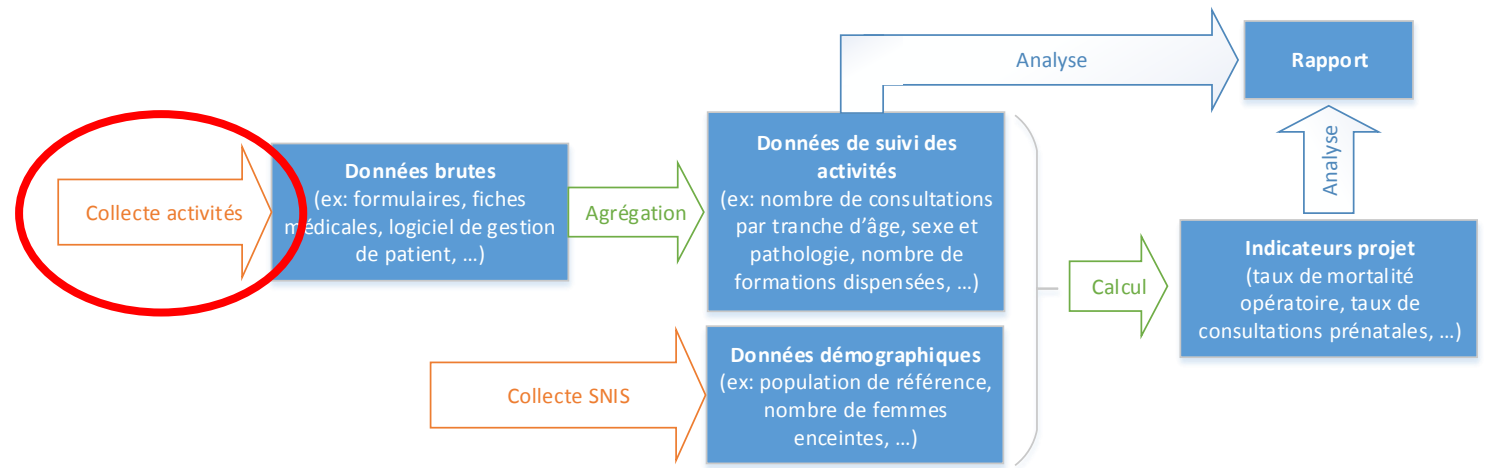 Collecte activités
Données brutes
(ex: formulaires, fiches
médicales, logiciel de gestion
de patient, …)
Agrégation
Données de suivi des
activités
(ex: nombre de consultations
par tranche d’âge, sexe et
pathologie, nombre de
formations dispensées, …)
Collecte SNIS
Données démographiques
(ex: population de référence,
nombre de femmes
enceintes, …)
Calcul
Indicateurs projet
(taux de mortalité
opératoire, taux de
consultations prénatales, …)
Analyse
Analyse
Rapport